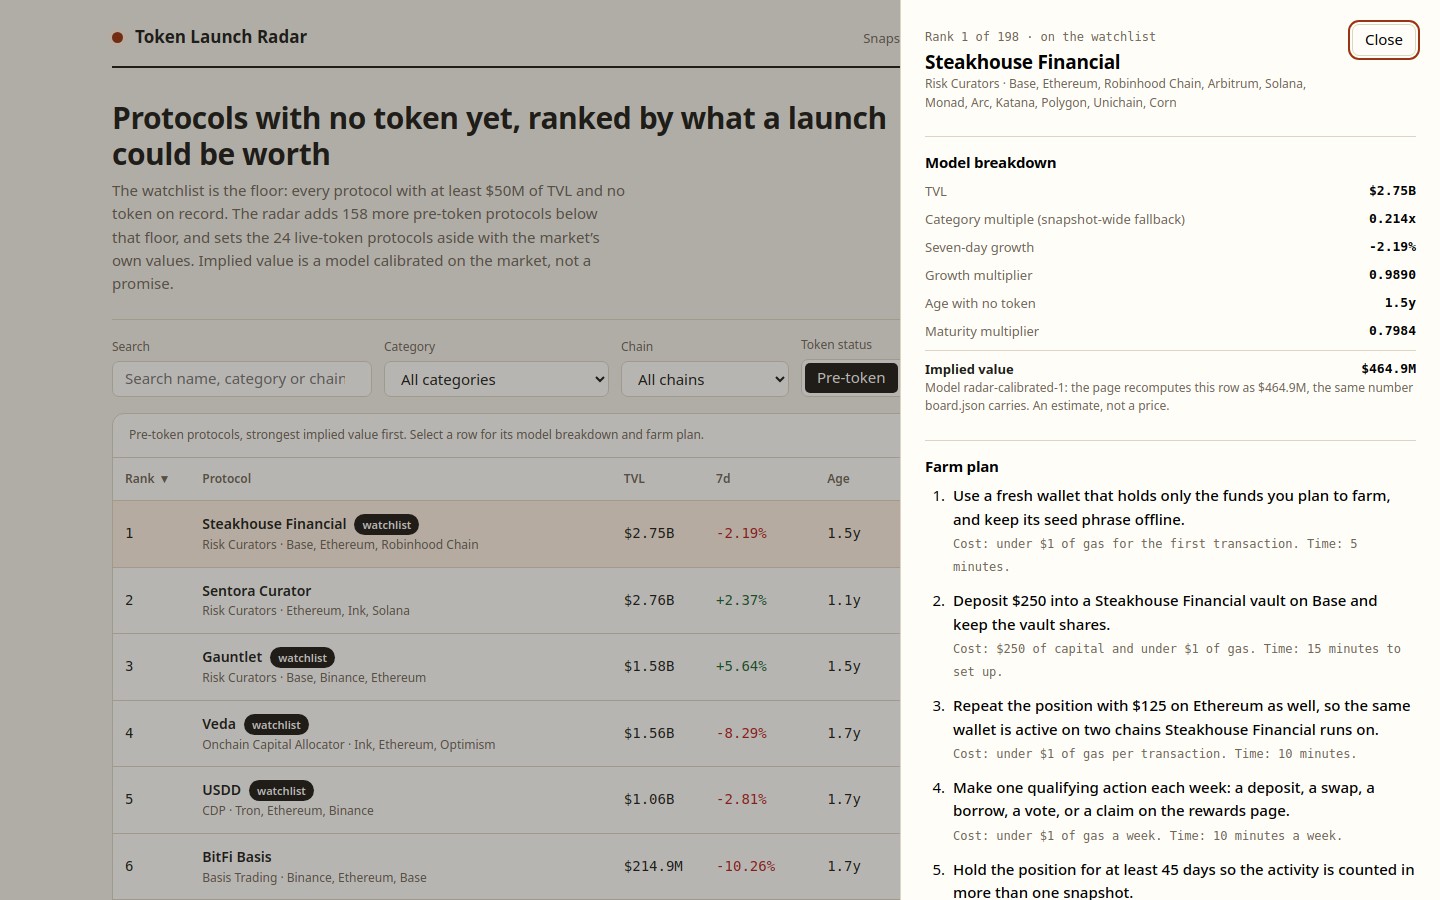 Token Launch Radar
Snaps
Protocols with no token yet, ranked by what a launch
could be worth
The watchlist is the floor: every protocol with at least $50M of TVL and no
token on record. The radar adds 158 more pre-token protocols below
that floor, and sets the 24 live-token protocols aside with the market's
own values. Implied value is a model calibrated on the market, not a
promise.
Search
Category
Chain
Token status
Search name, category or chain
All categories
All chains
Pre-token
Pre-token protocols, strongest implied value first. Select a row for its model breakdown and farm plan.
Rank ▼ Protocol TVL 7d Age
1 Steakhouse Financial watchlist $2.75B -2.19% 1.5y
Risk Curators · Base, Ethereum, Robinhood Chain
2 Sentora Curator $2.76B +2.37% 1.1y
Risk Curators · Ethereum, Ink, Solana
3 Gauntlet watchlist $1.58B +5.64% 1.5y
Risk Curators · Base, Binance, Ethereum
4 Veda watchlist $1.56B -8.29% 1.7y
Onchain Capital Allocator · Ink, Ethereum, Optimism
5 USDD watchlist $1.06B -2.81% 1.7y
CDP · Tron, Ethereum, Binance
6 BitFi Basis $214.9M -10.26% 1.7y
Basis Trading · Binance, Ethereum, Base
Rank 1 of 198 · on the watchlist
Close
Steakhouse Financial
Risk Curators · Base, Ethereum, Robinhood Chain, Arbitrum, Solana,
Monad, Arc, Katana, Polygon, Unichain, Corn
Model breakdown
TVL $2.75B
Category multiple (snapshot-wide fallback) 0.214x
Seven-day growth -2.19%
Growth multiplier 0.9890
Age with no token 1.5y
Maturity multiplier 0.7984
Implied value $464.9M
Model radar-calibrated-1: the page recomputes this row as $464.9M, the same number
board.json carries. An estimate, not a price.
Farm plan
1. Use a fresh wallet that holds only the funds you plan to farm,
and keep its seed phrase offline.
Cost: under $1 of gas for the first transaction. Time: 5
minutes.
2. Deposit $250 into a Steakhouse Financial vault on Base and
keep the vault shares.
Cost: $250 of capital and under $1 of gas. Time: 15 minutes to
set up.
3. Repeat the position with $125 on Ethereum as well, so the same
wallet is active on two chains Steakhouse Financial runs on.
Cost: under $1 of gas per transaction. Time: 10 minutes.
4. Make one qualifying action each week: a deposit, a swap, a
borrow, a vote, or a claim on the rewards page.
Cost: under $1 of gas a week. Time: 10 minutes a week.
5. Hold the position for at least 45 days so the activity is counted in
more than one snapshot.